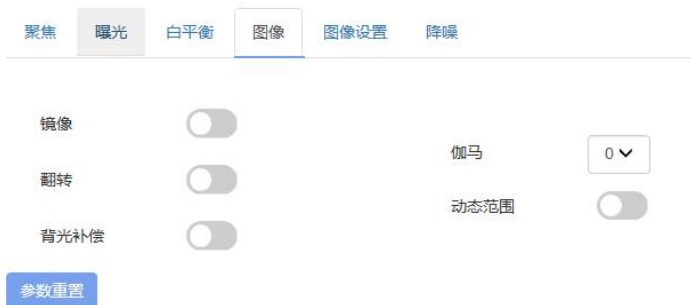 聚焦 曝光 白平衡 图像 图像设置 降噪
镜像
伽马 0
翻转
动态范围
背光补偿
参数重置